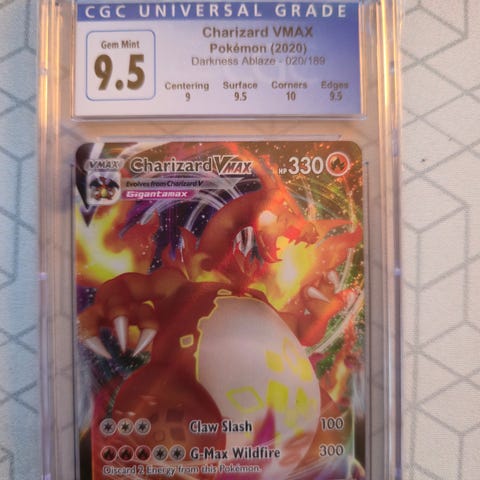 CGC UNIVERSAL GRADE
Gem Mint
9.5
Charizard VMAX
Pokémon (2020)
Darkness Ablaze - 020/189
Centering Surface Corners Edges
9 9.5 10 9.5
VMAX
Charizard VMAX HP 330
Evolves from Charizard V
Gigantamax
Claw Slash 100
G-Max Wildfire 300
Discard 2 Energy from this Pokémon.